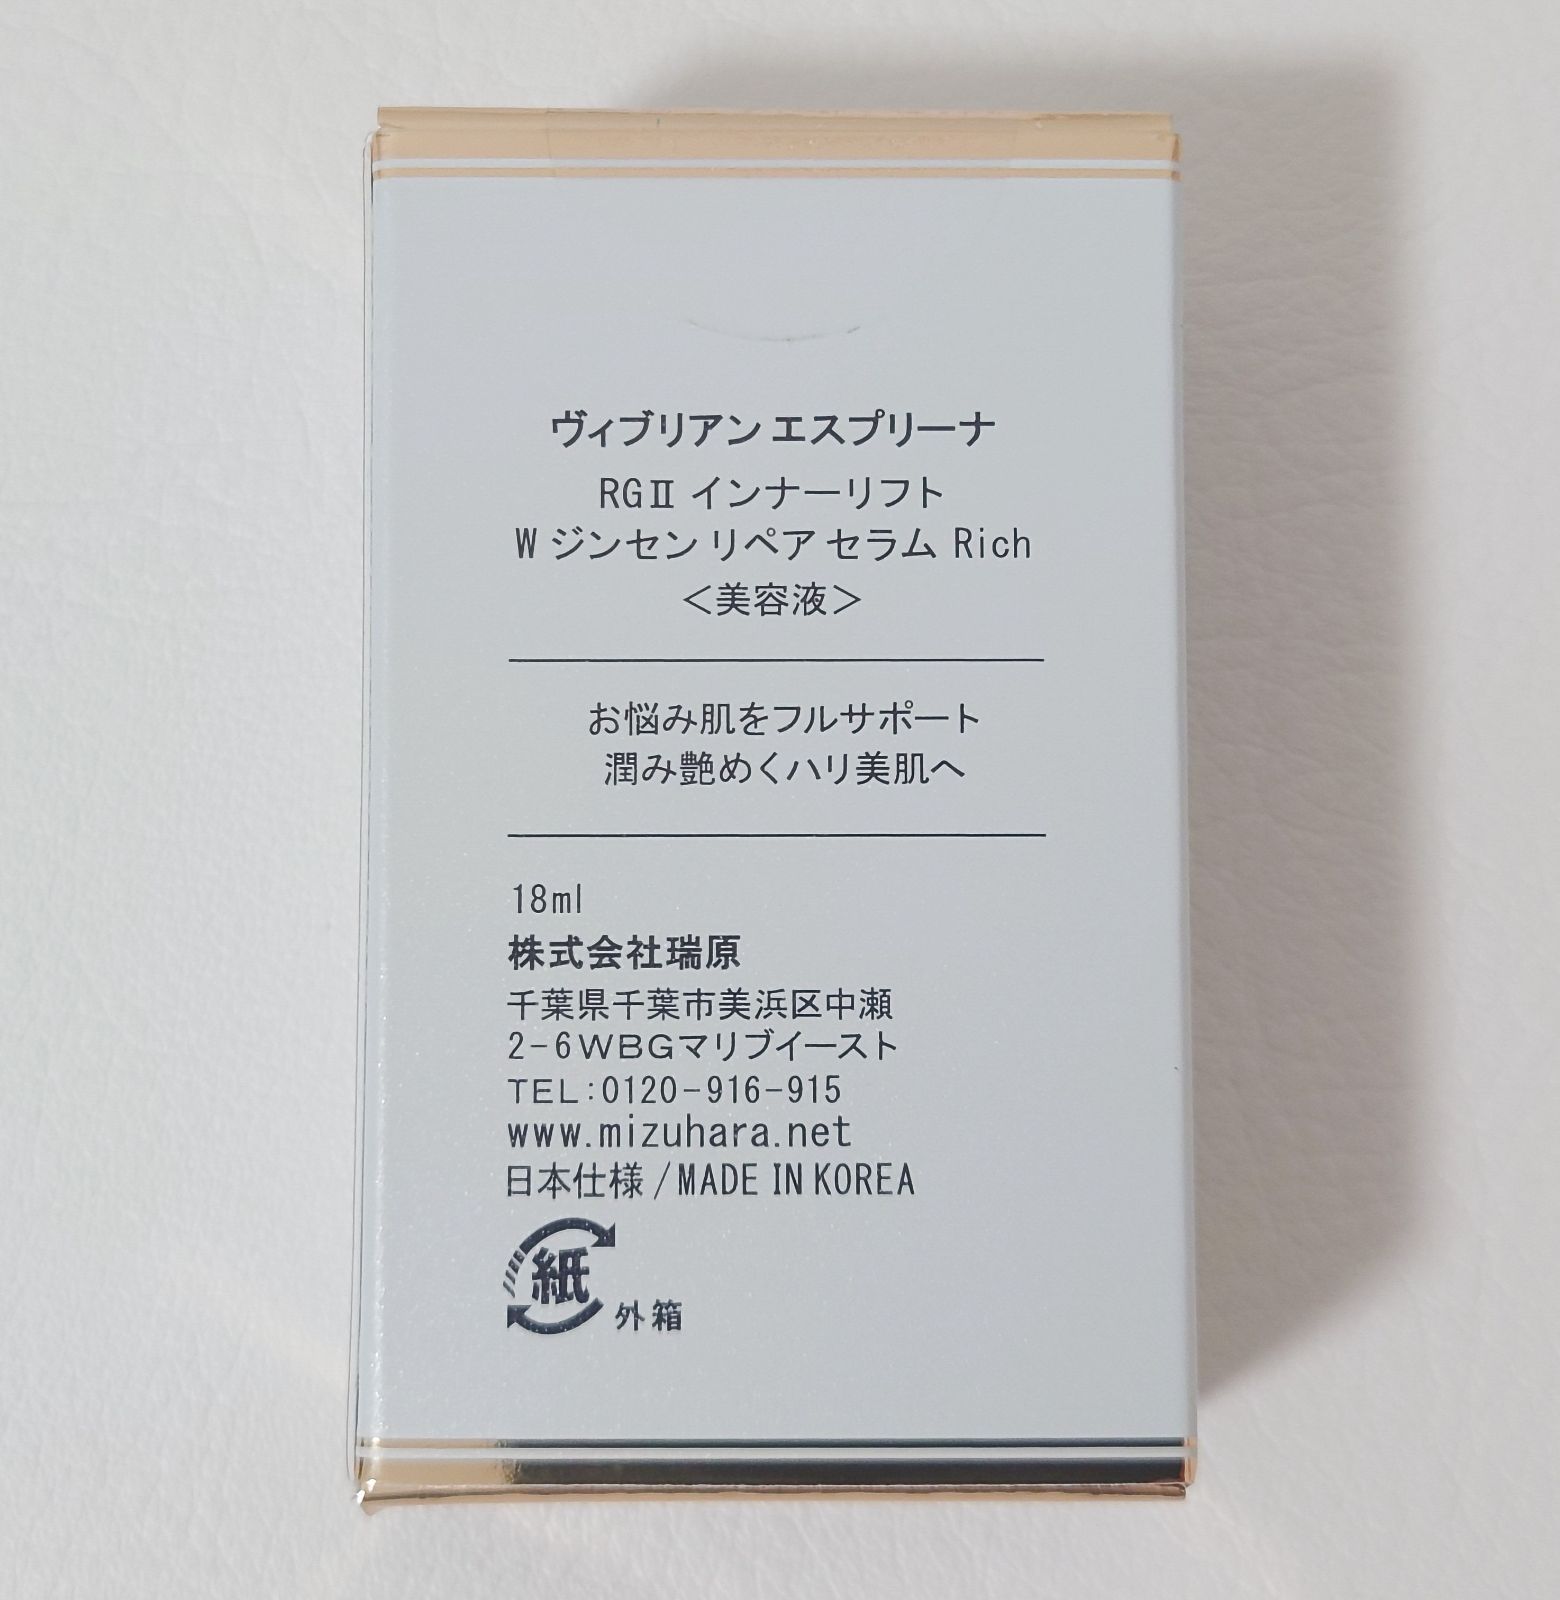 ヴィブリアン エスプリーナ
RGⅡ インナーリフト
W ジンセン リペア セラム Rich
＜美容液＞
お悩み肌をフルサポート
潤み艶めくハリ美肌へ
18ml
株式会社瑞原
千葉県千葉市美浜区中瀬
2-6WBGマリブイースト
TEL:0120-916-915
www.mizuhara.net
日本仕様/MADE IN KOREA
紙
外箱